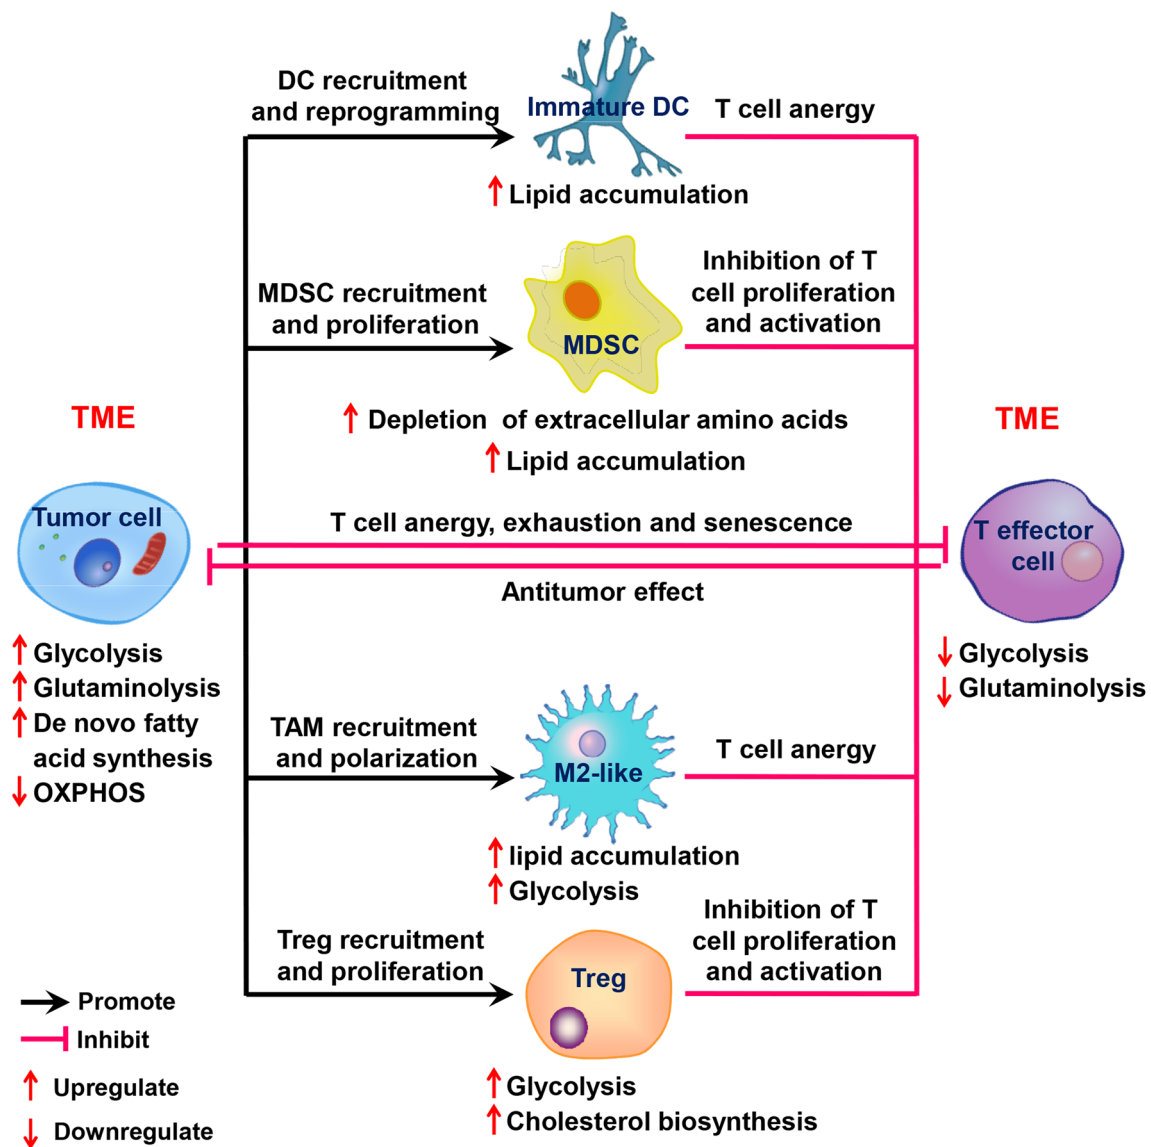 DC recruitment
and reprogramming
Immature DC
T cell anergy
Lipid accumulation
MDSC recruitment
and proliferation
MDSC
Inhibition of T
cell proliferation
and activation
Depletion of extracellular amino acids
Lipid accumulation
TME
TME
Tumor cell
T cell anergy, exhaustion and senescence
Antitumor effect
T effector
cell
Glycolysis
Glutaminolysis
De novo fatty
acid synthesis
OXPHOS
Glycolysis
Glutaminolysis
TAM recruitment
and polarization
M2-like
T cell anergy
lipid accumulation
Glycolysis
Treg recruitment
and proliferation
Treg
Inhibition of T
cell proliferation
and activation
Glycolysis
Cholesterol biosynthesis
Promote
Inhibit
Upregulate
Downregulate